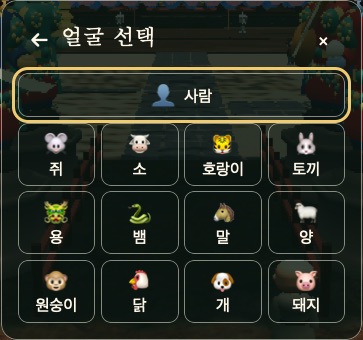 얼굴 선택
사람
쥐 소 호랑이 토끼
용 뱀 말 양
원숭이 닭 개 돼지